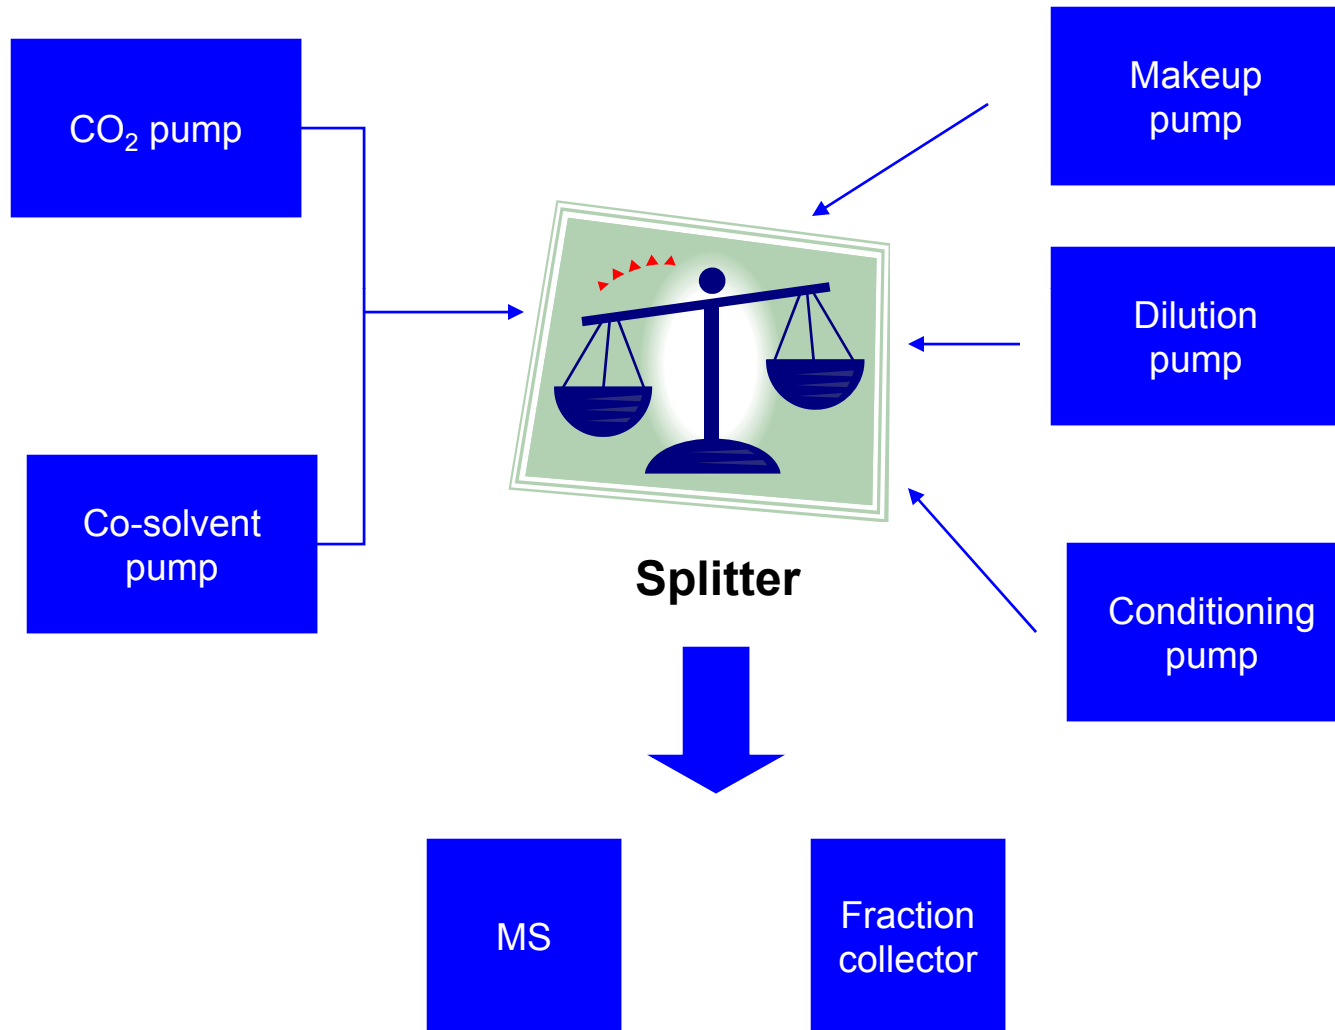 CO₂ pump
Co-solvent
pump
Makeup
pump
Dilution
pump
Conditioning
pump
Splitter
MS
Fraction
collector